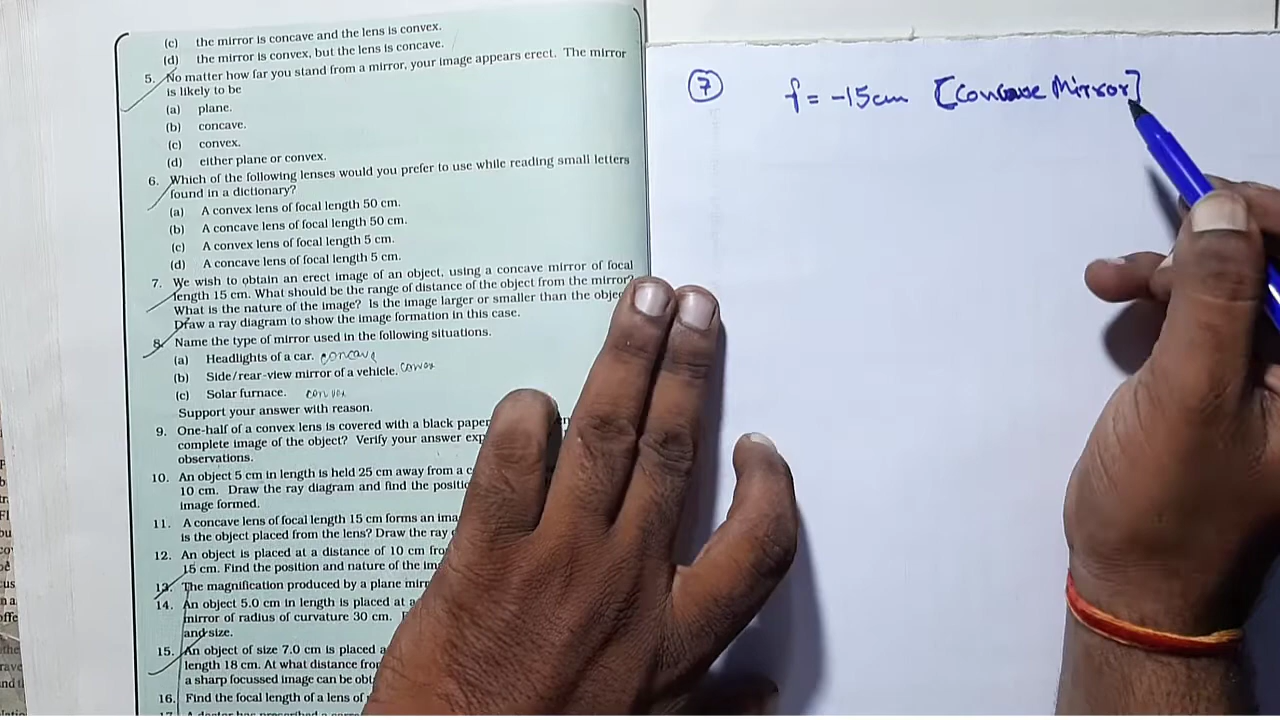 (c) the mirror is concave and the lens is convex.
(d) the mirror is convex, but the lens is concave.
5. No matter how far you stand from a mirror, your image appears erect. The mirror
is likely to be
(a) plane.
(b) concave.
(c) convex.
(d) either plane or convex.
6. Which of the following lenses would you prefer to use while reading small letters
found in a dictionary?
(a) A convex lens of focal length 50 cm.
(b) A concave lens of focal length 50 cm.
(c) A convex lens of focal length 5 cm.
(d) A concave lens of focal length 5 cm.
7. We wish to obtain an erect image of an object, using a concave mirror of focal
length 15 cm. What should be the range of distance of the object from the mirror?
What is the nature of the image? Is the image larger or smaller than the
Draw a ray diagram to show the image formation in this case.
8. Name the type of mirror used in the following situations.
(a) Headlights of a car. concave
(b) Side/rear-view mirror of a vehicle. convex
(c) Solar furnace. convex
Support your answer with reason.
9. One-half of a convex lens is covered with a black paper
complete image of the object? Verify your answer
observations.
10. An object 5 cm in length is held 25 cm away from a
10 cm. Draw the ray diagram and find the
image formed.
11. A concave lens of focal length 15 cm forms an
is the object placed from the lens? Draw the ray
12. An object is placed at a distance of 10 cm
15 cm. Find the position and nature of the
13. The magnification produced by a plane
14. An object 5.0 cm in length is placed at
mirror of radius of curvature 30 cm.
and size.
15. An object of size 7.0 cm is placed
length 18 cm. At what distance
a sharp focussed image can be
16. Find the focal length of a lens of
17. A doctor has prescribed a
7 f = -15cm [Concave Mirror]